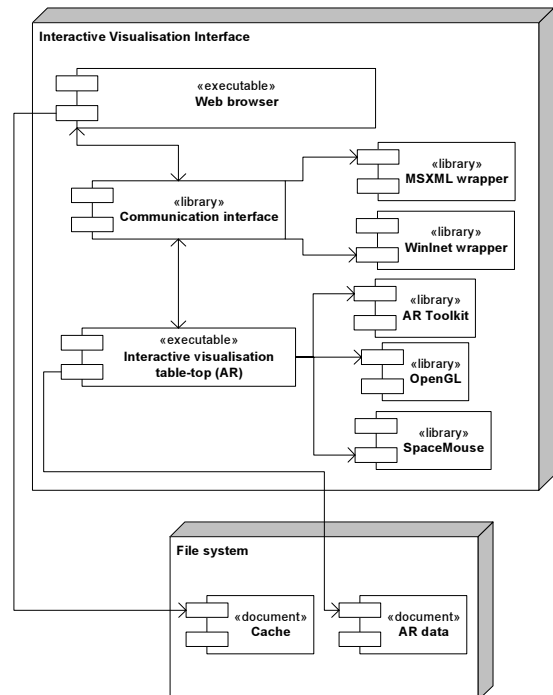 Interactive Visualisation Interface
«executable»
Web browser
«library»
MSXML wrapper
«library»
Communication interface
«library»
WinInet wrapper
«library»
AR Toolkit
«executable»
Interactive visualisation
table-top (AR)
«library»
OpenGL
«library»
SpaceMouse
File system
«document»
Cache
«document»
AR data